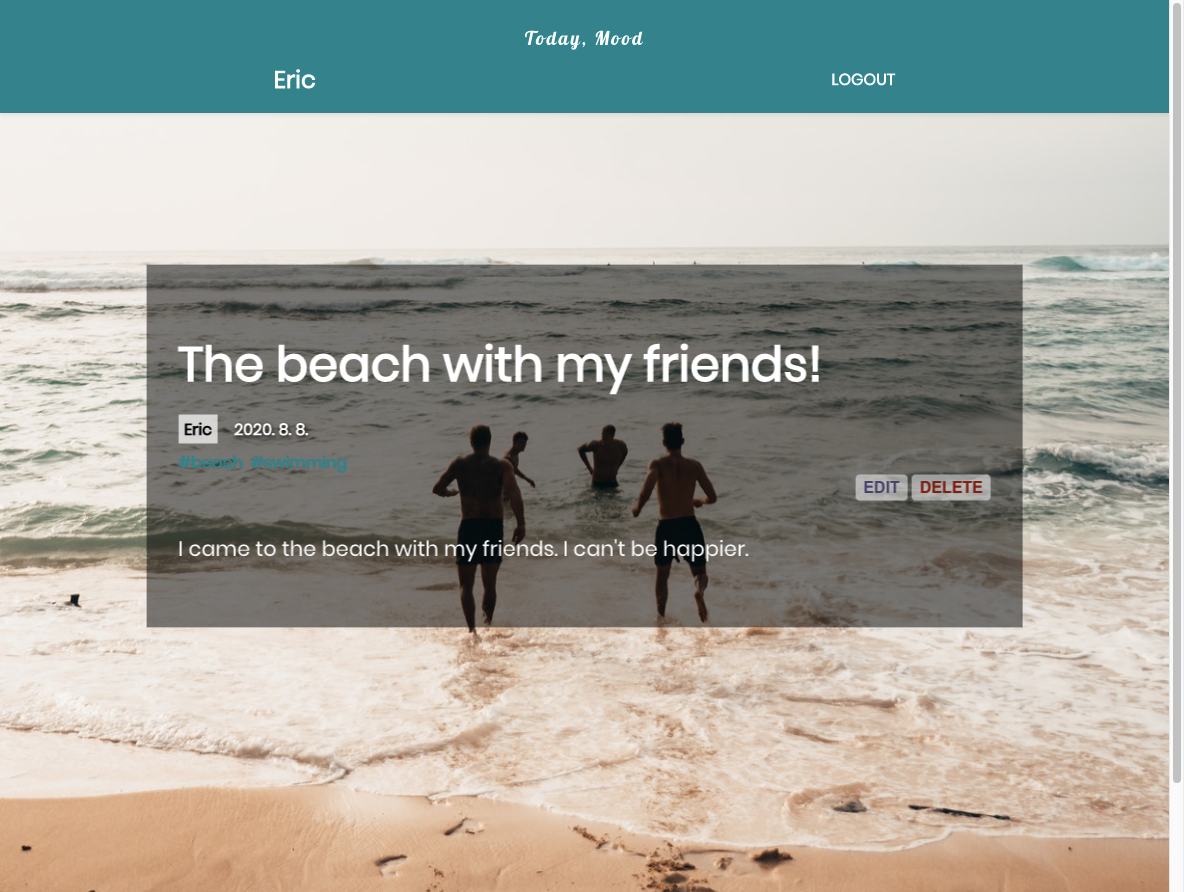 Today, Mood
Eric
LOGOUT
The beach with my friends!
Eric 2020. 8. 8.
#beach #swimming
EDIT DELETE
I came to the beach with my friends. I can't be happier.